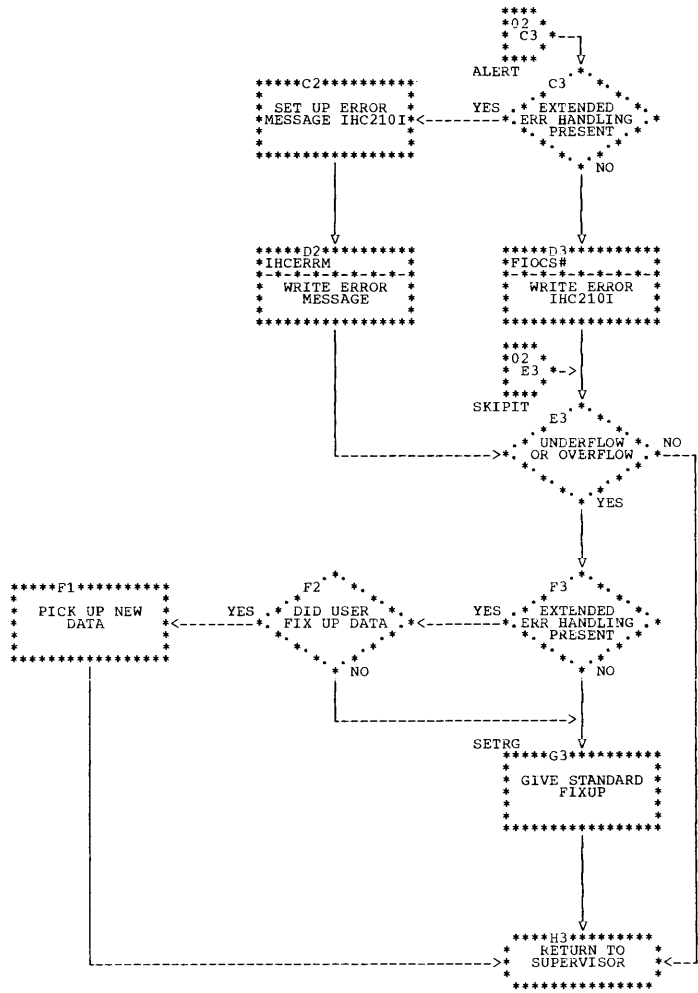 02
C3
ALERT
C2
SET UP ERROR
MESSAGE IHC210I
YES
C3
EXTENDED
ERR HANDLING
PRESENT
NO
D2
IHCERRM
WRITE ERROR
MESSAGE
D3
FIOCS#
WRITE ERROR
IHC210I
02
E3
SKIPIT
E3
UNDERFLOW
OR OVERFLOW
NO
YES
F1
PICK UP NEW
DATA
YES
F2
DID USER
FIX UP DATA
NO
YES
F3
EXTENDED
ERR HANDLING
PRESENT
NO
SETRG
G3
GIVE STANDARD
FIXUP
H3
RETURN TO
SUPERVISOR